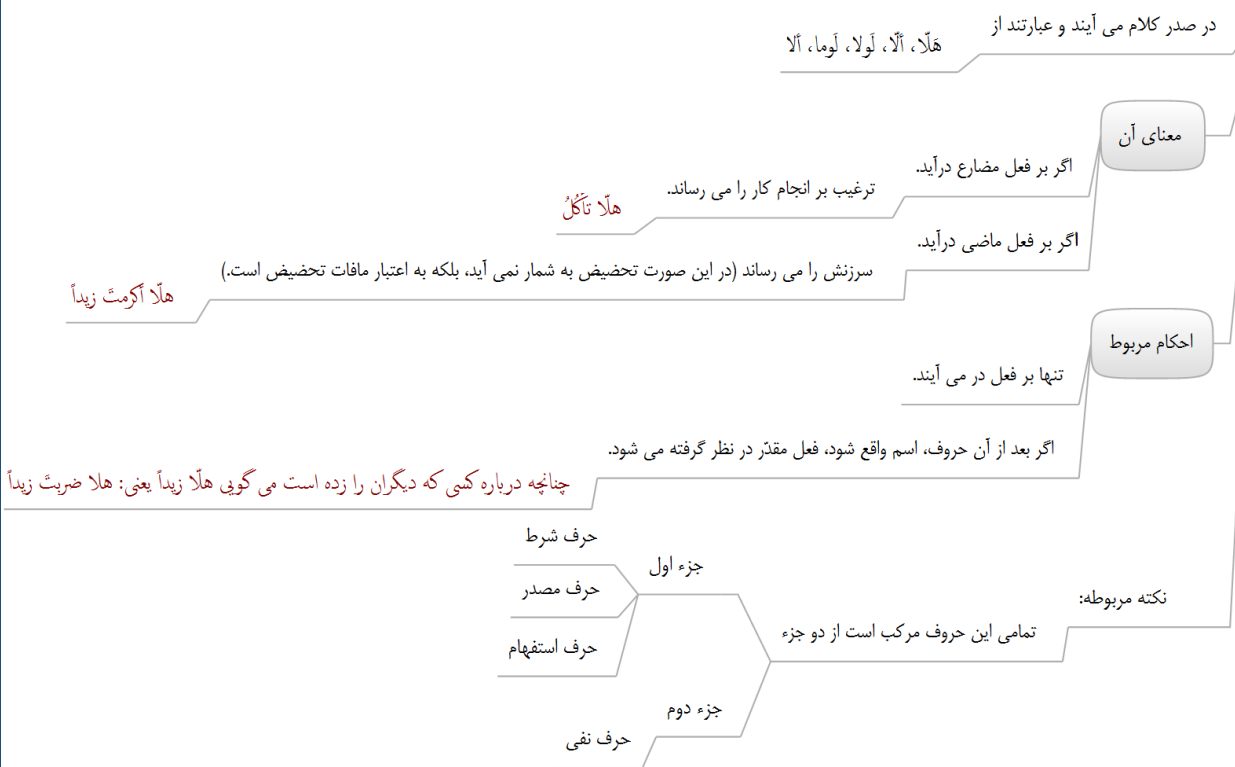 در صدر کلام می آیند و عبارتند از
هَلّا، ألّا، لَولا، لَوما، ألا
معنای آن
اگر بر فعل مضارع درآید.
ترغیب بر انجام کار را می رساند.
هلّا تَأکُلُ
اگر بر فعل ماضی درآید.
سرزنش را می رساند (در این صورت تحضیض به شمار نمی آید، بلکه به اعتبار مافات تحضیض است.)
هلّا أکرمتَ زیداً
احکام مربوط
تنها بر فعل در می آیند.
اگر بعد از آن حروف، اسم واقع شود، فعل مقدّر در نظر گرفته می شود.
چنانچه درباره کسی که دیگران را زده است می گویی هلّا زیداً یعنی: هلا ضربتَ زیداً
نکته مربوطه:
تمامی این حروف مرکب است از دو جزء
جزء اول
حرف شرط
حرف مصدر
حرف استفهام
جزء دوم
حرف نفی